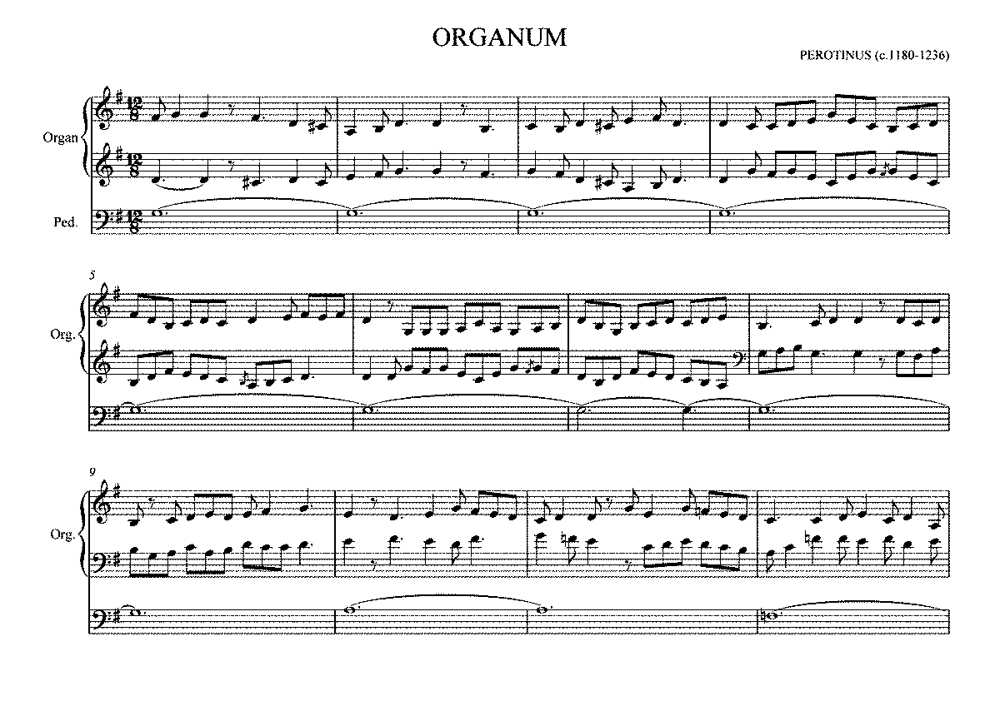 ORGANUM
PEROTINUS (c.1180-1236)
12
8
Organ
12
8
Ped.
12
8
5
Org.
9
Org.